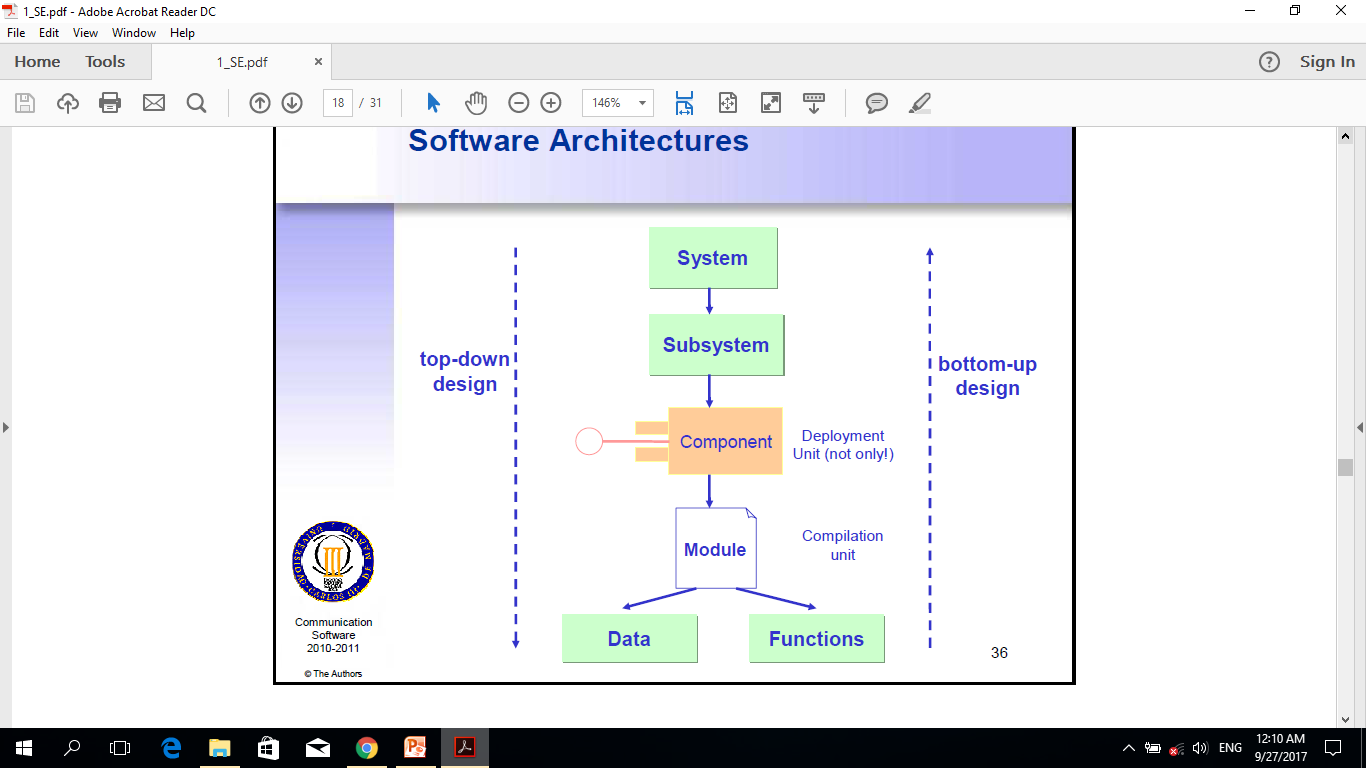 1_SE.pdf - Adobe Acrobat Reader DC
File Edit View Window Help
Home Tools 1_SE.pdf × Sign In
18 / 31 146%
Software Architectures
System
Subsystem
top-down
design
bottom-up
design
Component
Deployment
Unit (not only!)
Module
Compilation
unit
Data
Functions
Communication
Software
2010-2011
© The Authors
36
ENG
12:10 AM
9/27/2017